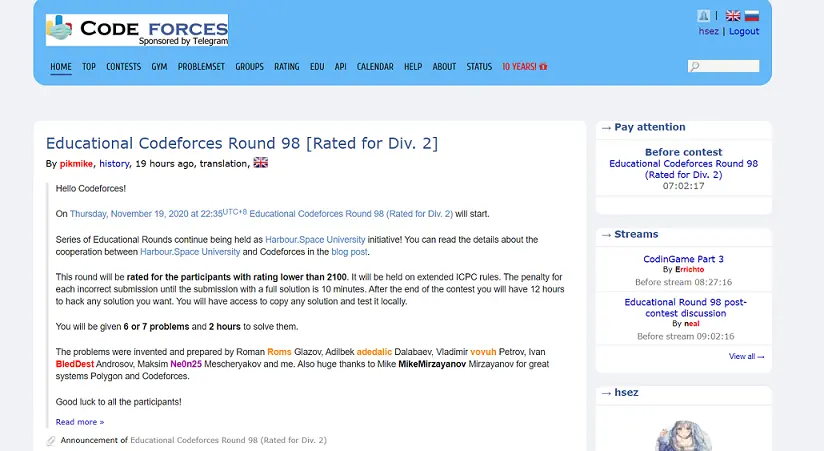 CODE FORCES
Sponsored by Telegram
|
hsez | Logout
HOME TOP CONTESTS GYM PROBLEMSET GROUPS RATING EDU API CALENDAR HELP ABOUT STATUS 10 YEARS!
Educational Codeforces Round 98 [Rated for Div. 2]
By pikmike, history, 19 hours ago, translation,
Hello Codeforces!
On Thursday, November 19, 2020 at 22:35UTC+8 Educational Codeforces Round 98 (Rated for Div. 2) will start.
Series of Educational Rounds continue being held as Harbour.Space University initiative! You can read the details about the
cooperation between Harbour.Space University and Codeforces in the blog post.
This round will be rated for the participants with rating lower than 2100. It will be held on extended ICPC rules. The penalty for
each incorrect submission until the submission with a full solution is 10 minutes. After the end of the contest you will have 12 hours
to hack any solution you want. You will have access to copy any solution and test it locally.
You will be given 6 or 7 problems and 2 hours to solve them.
The problems were invented and prepared by Roman Roms Glazov, Adilbek adedalic Dalabaev, Vladimir vovuh Petrov, Ivan
BledDest Androsov, Maksim Ne0n25 Mescheryakov and me. Also huge thanks to Mike MikeMirzayanov Mirzayanov for great
systems Polygon and Codeforces.
Good luck to all the participants!
Read more »
Announcement of Educational Codeforces Round 98 (Rated for Div. 2)
→ Pay attention
Before contest
Educational Codeforces Round 98
(Rated for Div. 2)
07:02:17
→ Streams
CodinGame Part 3
By Errichto
Before stream 08:27:16
Educational Round 98 post-
contest discussion
By neal
Before stream 09:02:16
View all →
→ hsez